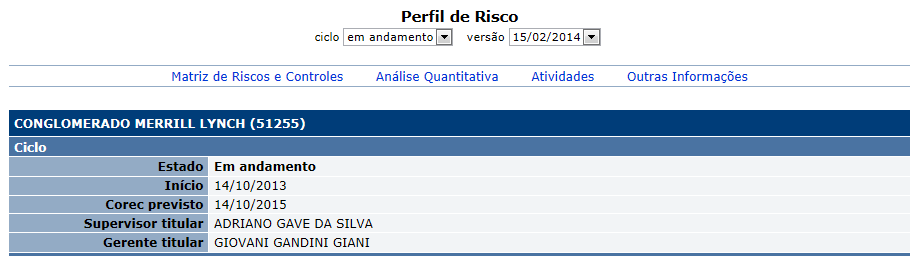 Perfil de Risco
ciclo em andamento versão 15/02/2014
Matriz de Riscos e Controles Análise Quantitativa Atividades Outras Informações
CONGLOMERADO MERRILL LYNCH (51255)
Ciclo
Estado Em andamento
Início 14/10/2013
Corec previsto 14/10/2015
Supervisor titular ADRIANO GAVE DA SILVA
Gerente titular GIOVANI GANDINI GIANI